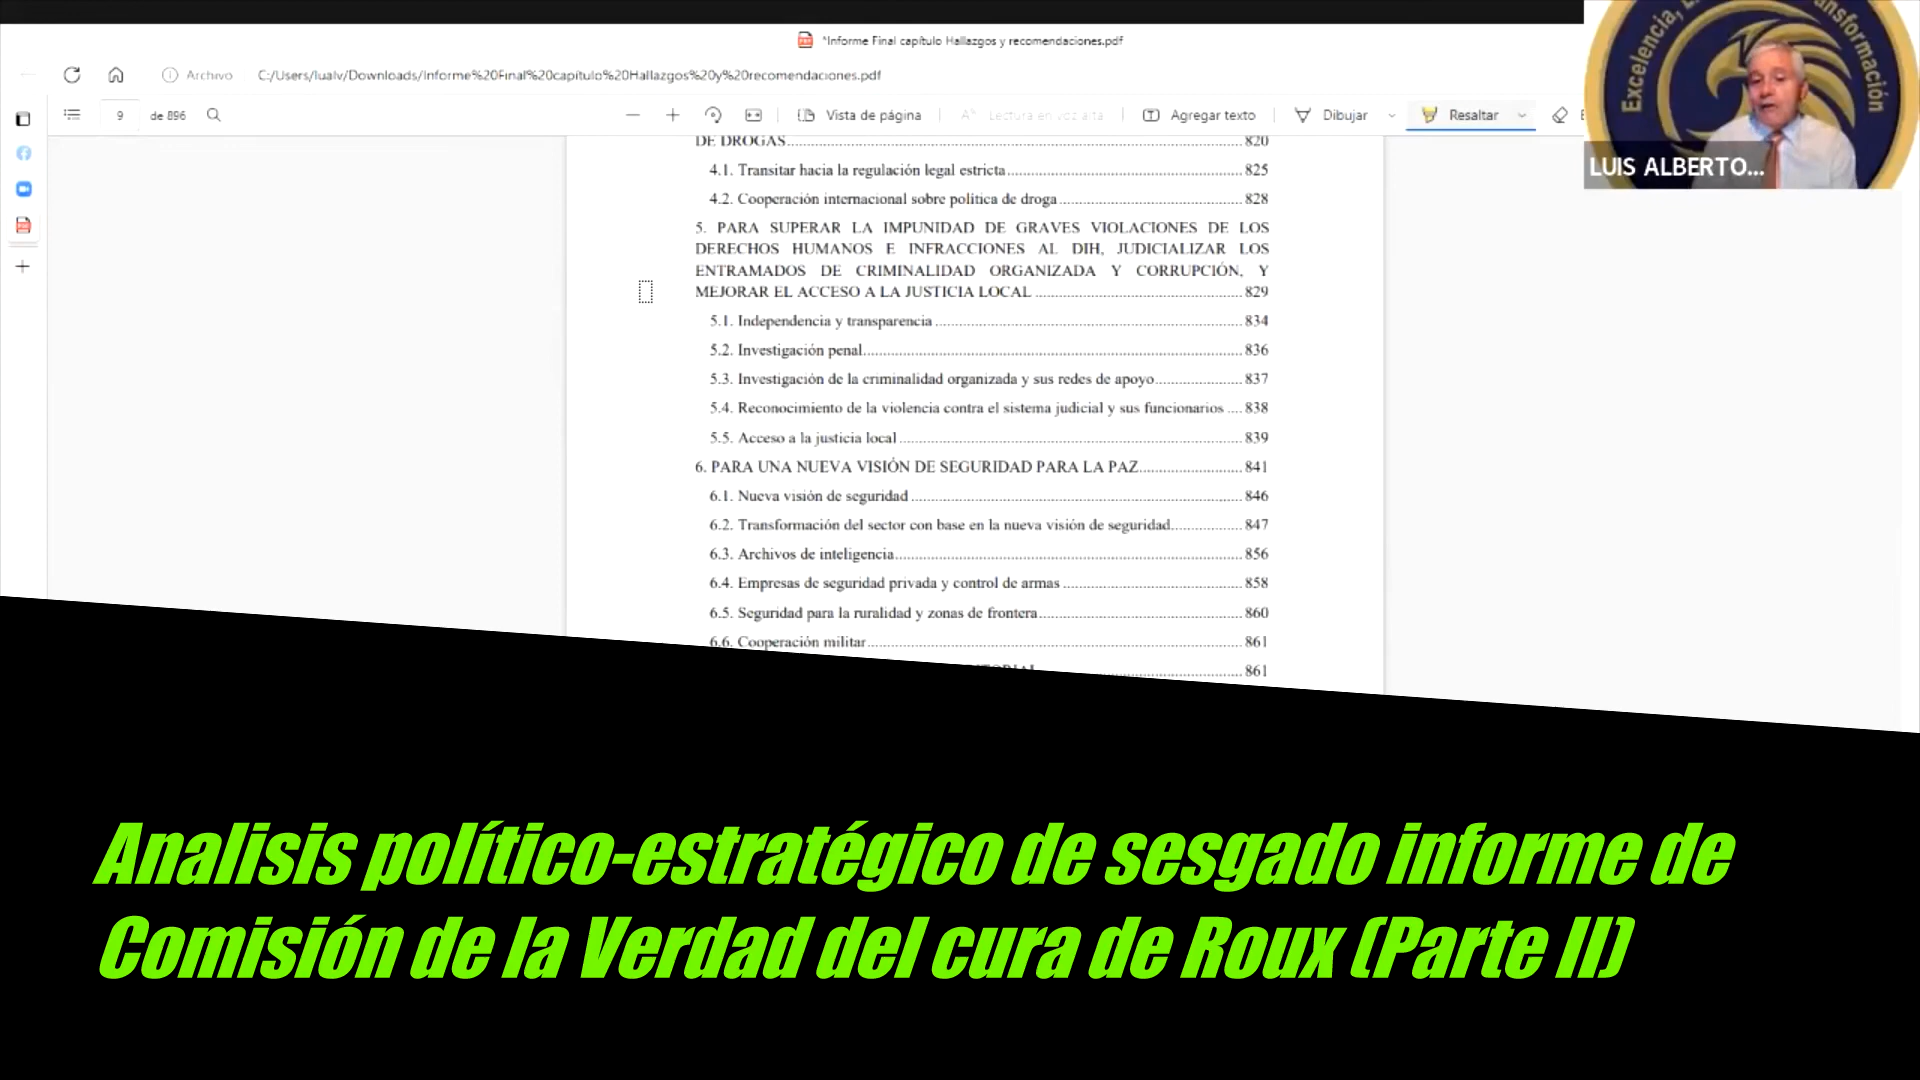 *Informe Final capítulo Hallazgos y recomendaciones.pdf
Archivo C:/Users/lualv/Downloads/Informe%20Final%20capítulo%20Hallazgos%20y%20recomendaciones.pdf
9 de 896 Vista de página Lectura en voz alta Agregar texto Dibujar Resaltar
Excelencia, ansformación
LUIS ALBERTO...
DE DROGAS 820
4.1. Transitar hacia la regulación legal estricta 825
4.2. Cooperación internacional sobre política de droga 828
5. PARA SUPERAR LA IMPUNIDAD DE GRAVES VIOLACIONES DE LOS
DERECHOS HUMANOS E INFRACCIONES AL DIH, JUDICIALIZAR LOS
ENTRAMADOS DE CRIMINALIDAD ORGANIZADA Y CORRUPCIÓN, Y
MEJORAR EL ACCESO A LA JUSTICIA LOCAL 829
5.1. Independencia y transparencia 834
5.2. Investigación penal 836
5.3. Investigación de la criminalidad organizada y sus redes de apoyo 837
5.4. Reconocimiento de la violencia contra el sistema judicial y sus funcionarios 838
5.5. Acceso a la justicia local 839
6. PARA UNA NUEVA VISIÓN DE SEGURIDAD PARA LA PAZ 841
6.1. Nueva visión de seguridad 846
6.2. Transformación del sector con base en la nueva visión de seguridad 847
6.3. Archivos de inteligencia 856
6.4. Empresas de seguridad privada y control de armas 858
6.5. Seguridad para la ruralidad y zonas de frontera 860
6.6. Cooperación militar 861
861
Analisis político-estratégico de sesgado informe de
Comisión de la Verdad del cura de Roux (Parte II)